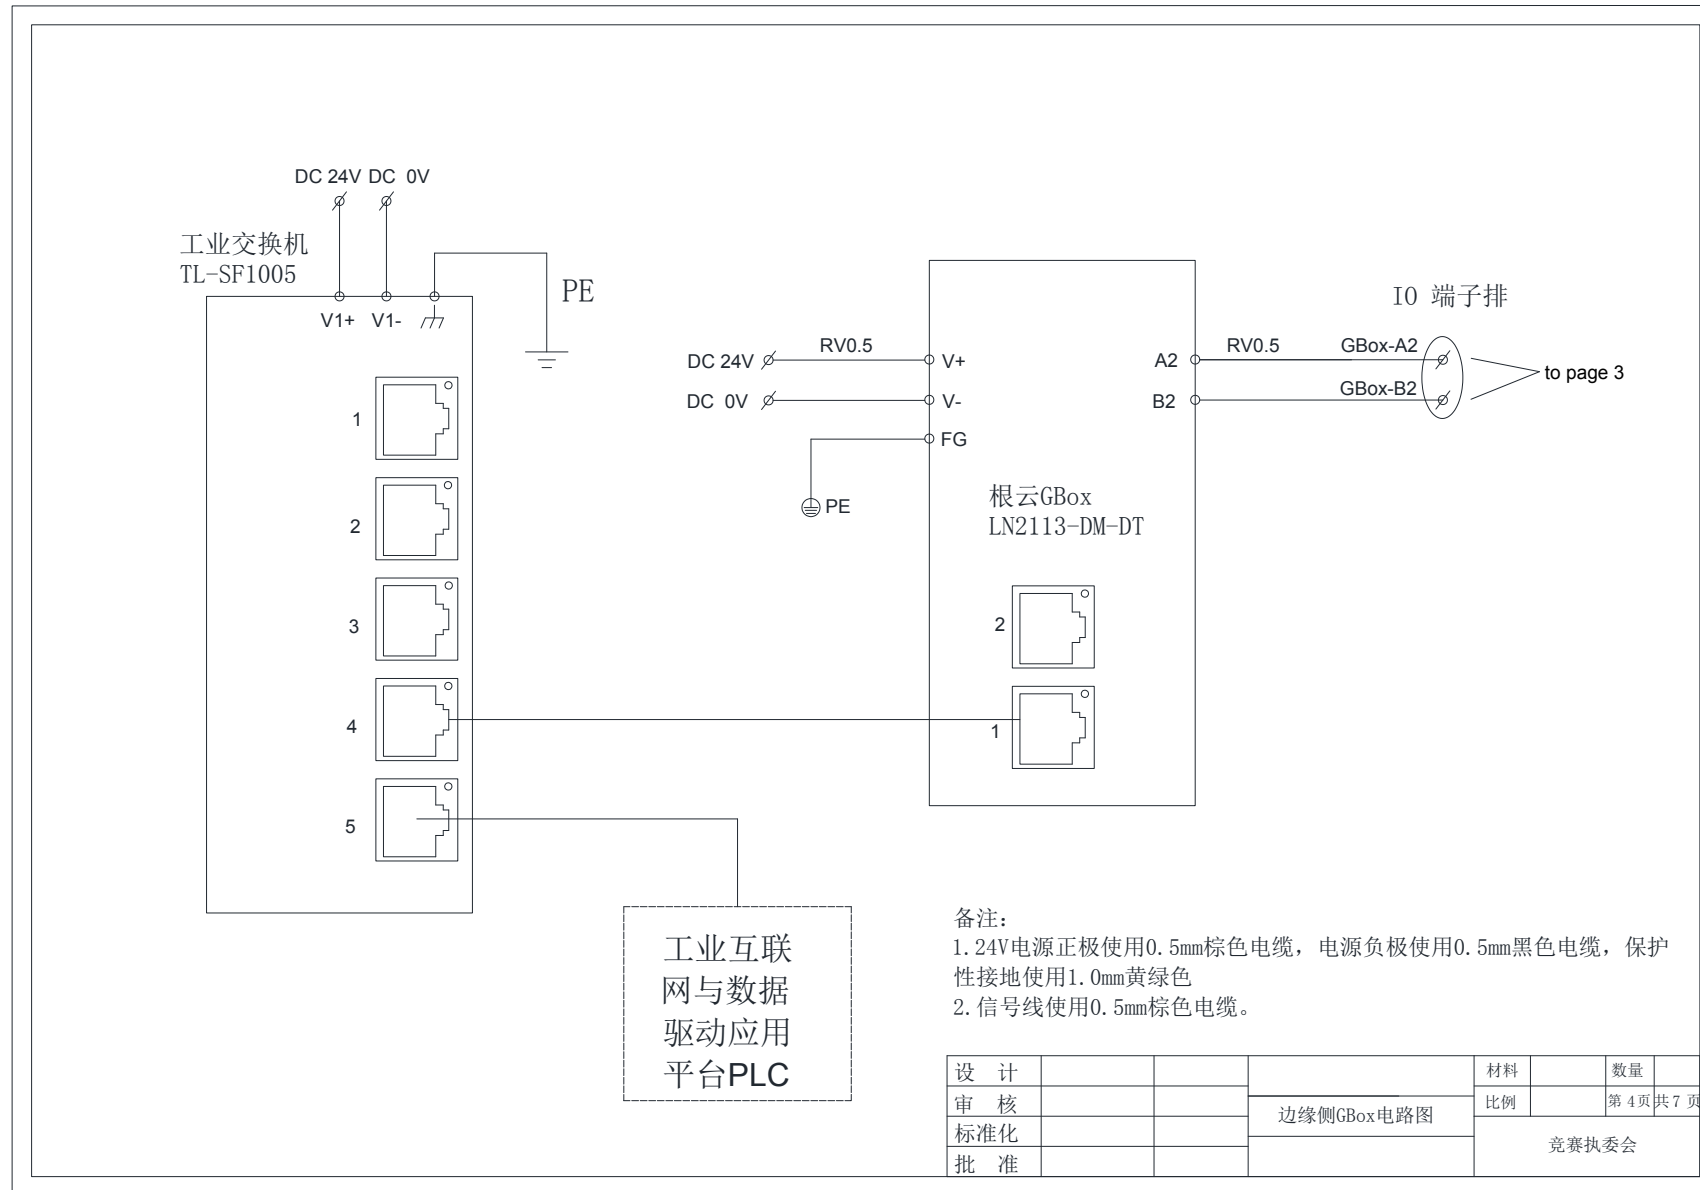 DC 24V DC 0V
工业交换机
TL-SF1005
PE
V1+ V1-
1
2
3
4
5
DC 24V RV0.5 V+
DC 0V V-
FG
PE
A2 RV0.5 GBox-A2
B2 GBox-B2
IO 端子排
to page 3
根云GBox
LN2113-DM-DT
2
1
工业互联
网与数据
驱动应用
平台PLC
备注:
1.24V电源正极使用0.5mm棕色电缆，电源负极使用0.5mm黑色电缆，保护
性接地使用1.0mm黄绿色
2.信号线使用0.5mm棕色电缆。
设 计 材料 数量
审 核 边缘侧GBox电路图 比例 第 4页 共 7 页
标准化 竞赛执委会
批 准